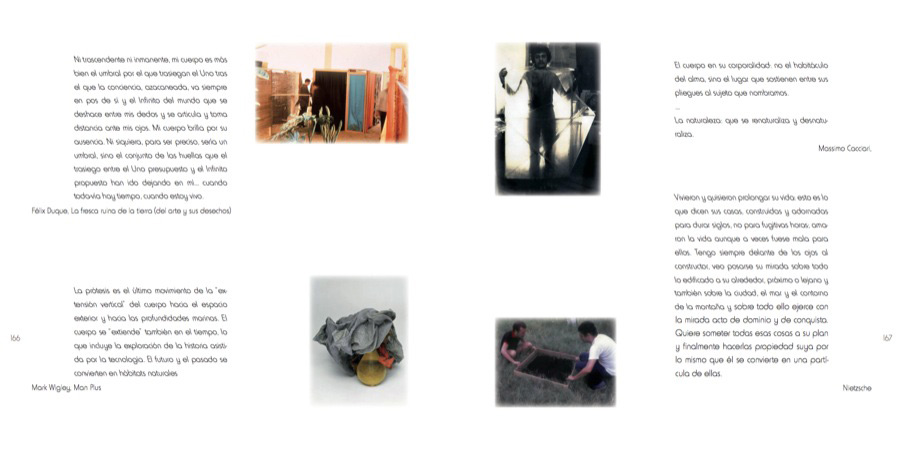 Ni trascendente ni inmanente, mi cuerpo es más
bien el umbral por el que trasiegan el Uno tras
el que la conciencia, azacaneada, va siempre
en pos de sí y el Infinito del mundo que se
deshace entre mis dedos y se articula y toma
distancia ante mis ojos. Mi cuerpo brilla por su
ausencia. Ni siquiera, para ser preciso, sería un
umbral, sino el conjunto de las huellas que el
trasiego entre el Uno presupuesto y el Infinito
propuesto han ido dejando en mí... cuando
todavía hay tiempo, cuando estoy vivo.
Félix Duque, La fresca ruina de la tierra (del arte y sus desechos)
La prótesis es el último movimiento de la "ex-
tensión vertical" del cuerpo hacia el espacio
exterior y hacia las profundidades marinas. El
cuerpo se "extiende" también en el tiempo, lo
que incluye la exploración de la historia asisti-
da por la tecnología. El futuro y el pasado se
convierten en hábitats naturales
Mark Wigley, Man Plus
166
El cuerpo en su corporalidad: no el habitáculo
del alma, sino el lugar que sostienen entre sus
pliegues al sujeto que nombramos.
...
La naturaleza: que se renaturaliza y desnatu-
raliza.
Massimo Cacciari,
Vivieron y quisieron prolongar su vida: esto es lo
que dicen sus casas, construidas y adornadas
para durar siglos, no para fugitivas horas; ama-
ron la vida aunque a veces fuese mala para
ellos. Tengo siempre delante de los ojos al
constructor, veo posarse su mirada sobre todo
lo edificado a su alrededor, próximo o lejano y
también sobre la ciudad, el mar y el contorno
de la montaña y sobre todo ello ejerce con
la mirada acto de dominio y de conquista.
Quiere someter todas esas cosas a su plan
y finalmente hacerlas propiedad suya por
lo mismo que él se convierte en una partí-
cula de ellas.
Nietzsche
167